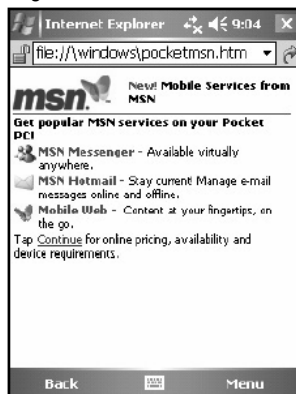 Internet Explorer 9:04
file://\windows\pocketmsn.htm
msn
New! Mobile Services from
MSN
Get popular MSN services on your Pocket
PC!
MSN Messenger - Available virtually
anywhere.
MSN Hotmail - Stay current! Manage e-mail
messages online and offline.
Mobile Web - Content at your fingertips, on
the go.
Tap Continue for online pricing, availability and
device requirements.
Back Menu